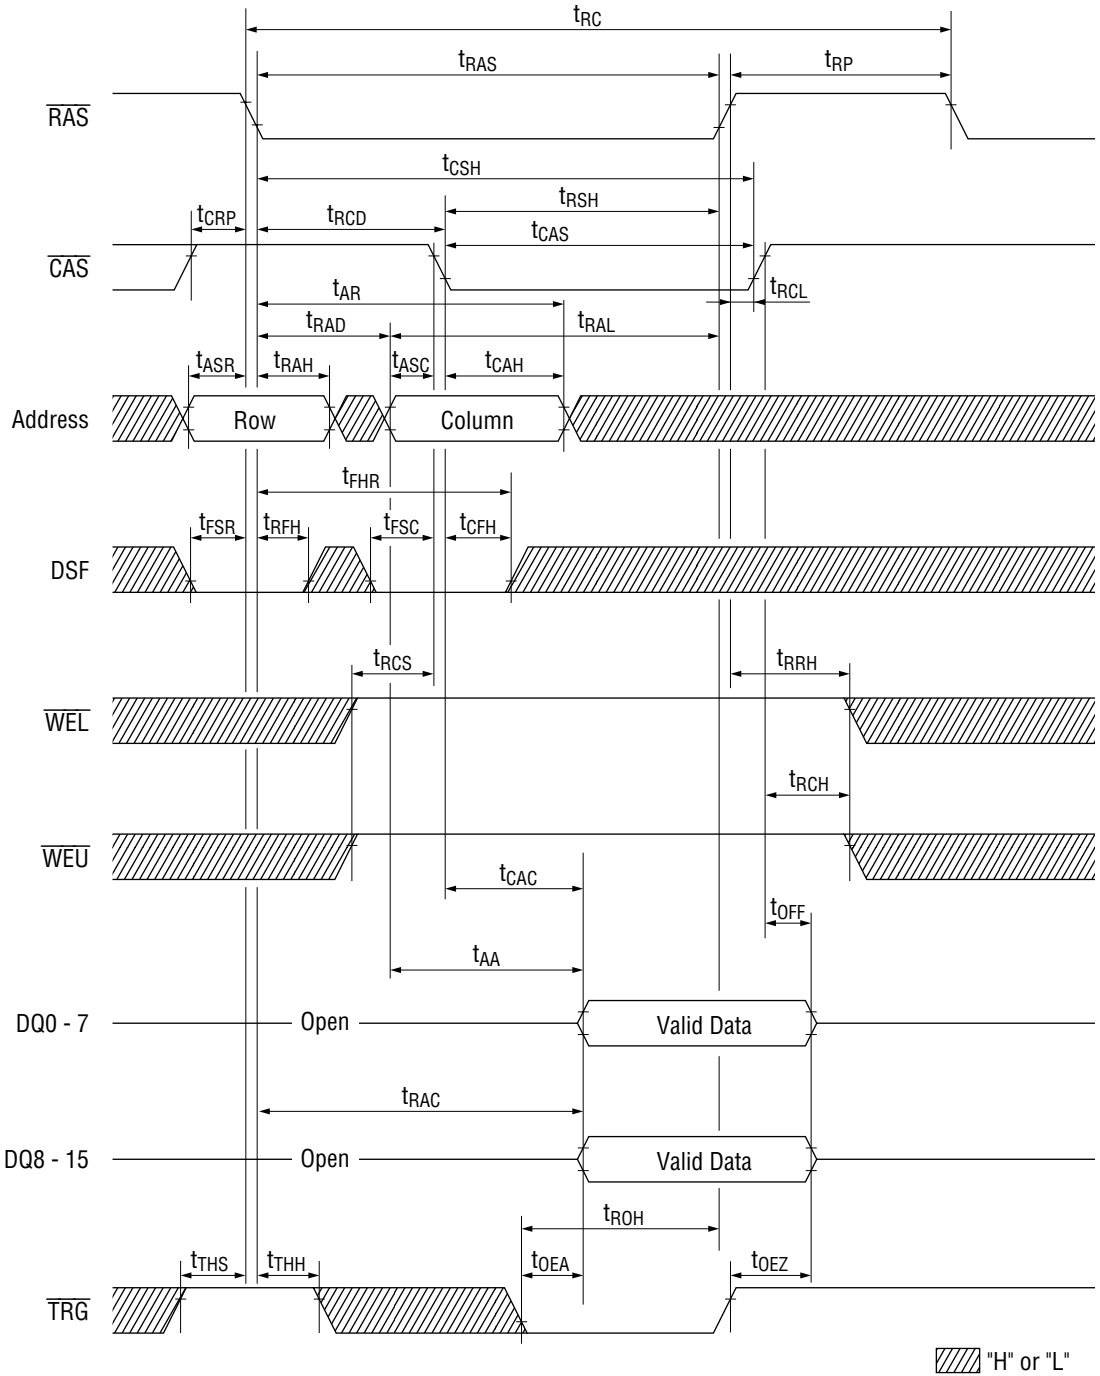 tRC
tRAS tRP
RAS
tCSH
tCRP tRCD tRSH
tCAS
CAS
tAR tRCL
tRAD tRAL
tASR tRAH tASC tCAH
Address Row Column
tFHR
tFSR tRFH tFSC tCFH
DSF
tRCS tRRH
WEL
tRCH
WEU
tCAC
tOFF
tAA
DQ0 - 7 Open Valid Data
tRAC
DQ8 - 15 Open Valid Data
tROH
tTHS tTHH tOEA tOEZ
TRG
"H" or "L"